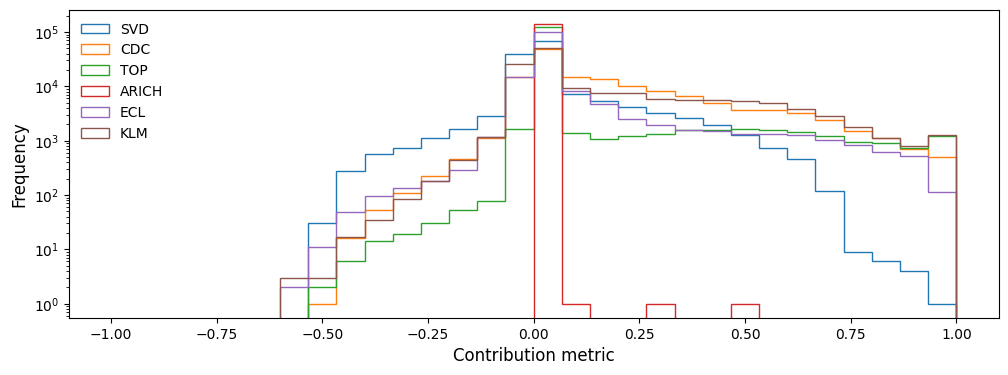 10⁵
10⁴
10³
10²
10¹
10⁰
Frequency
SVD
CDC
TOP
ARICH
ECL
KLM
−1.00 −0.75 −0.50 −0.25 0.00 0.25 0.50 0.75 1.00
Contribution metric